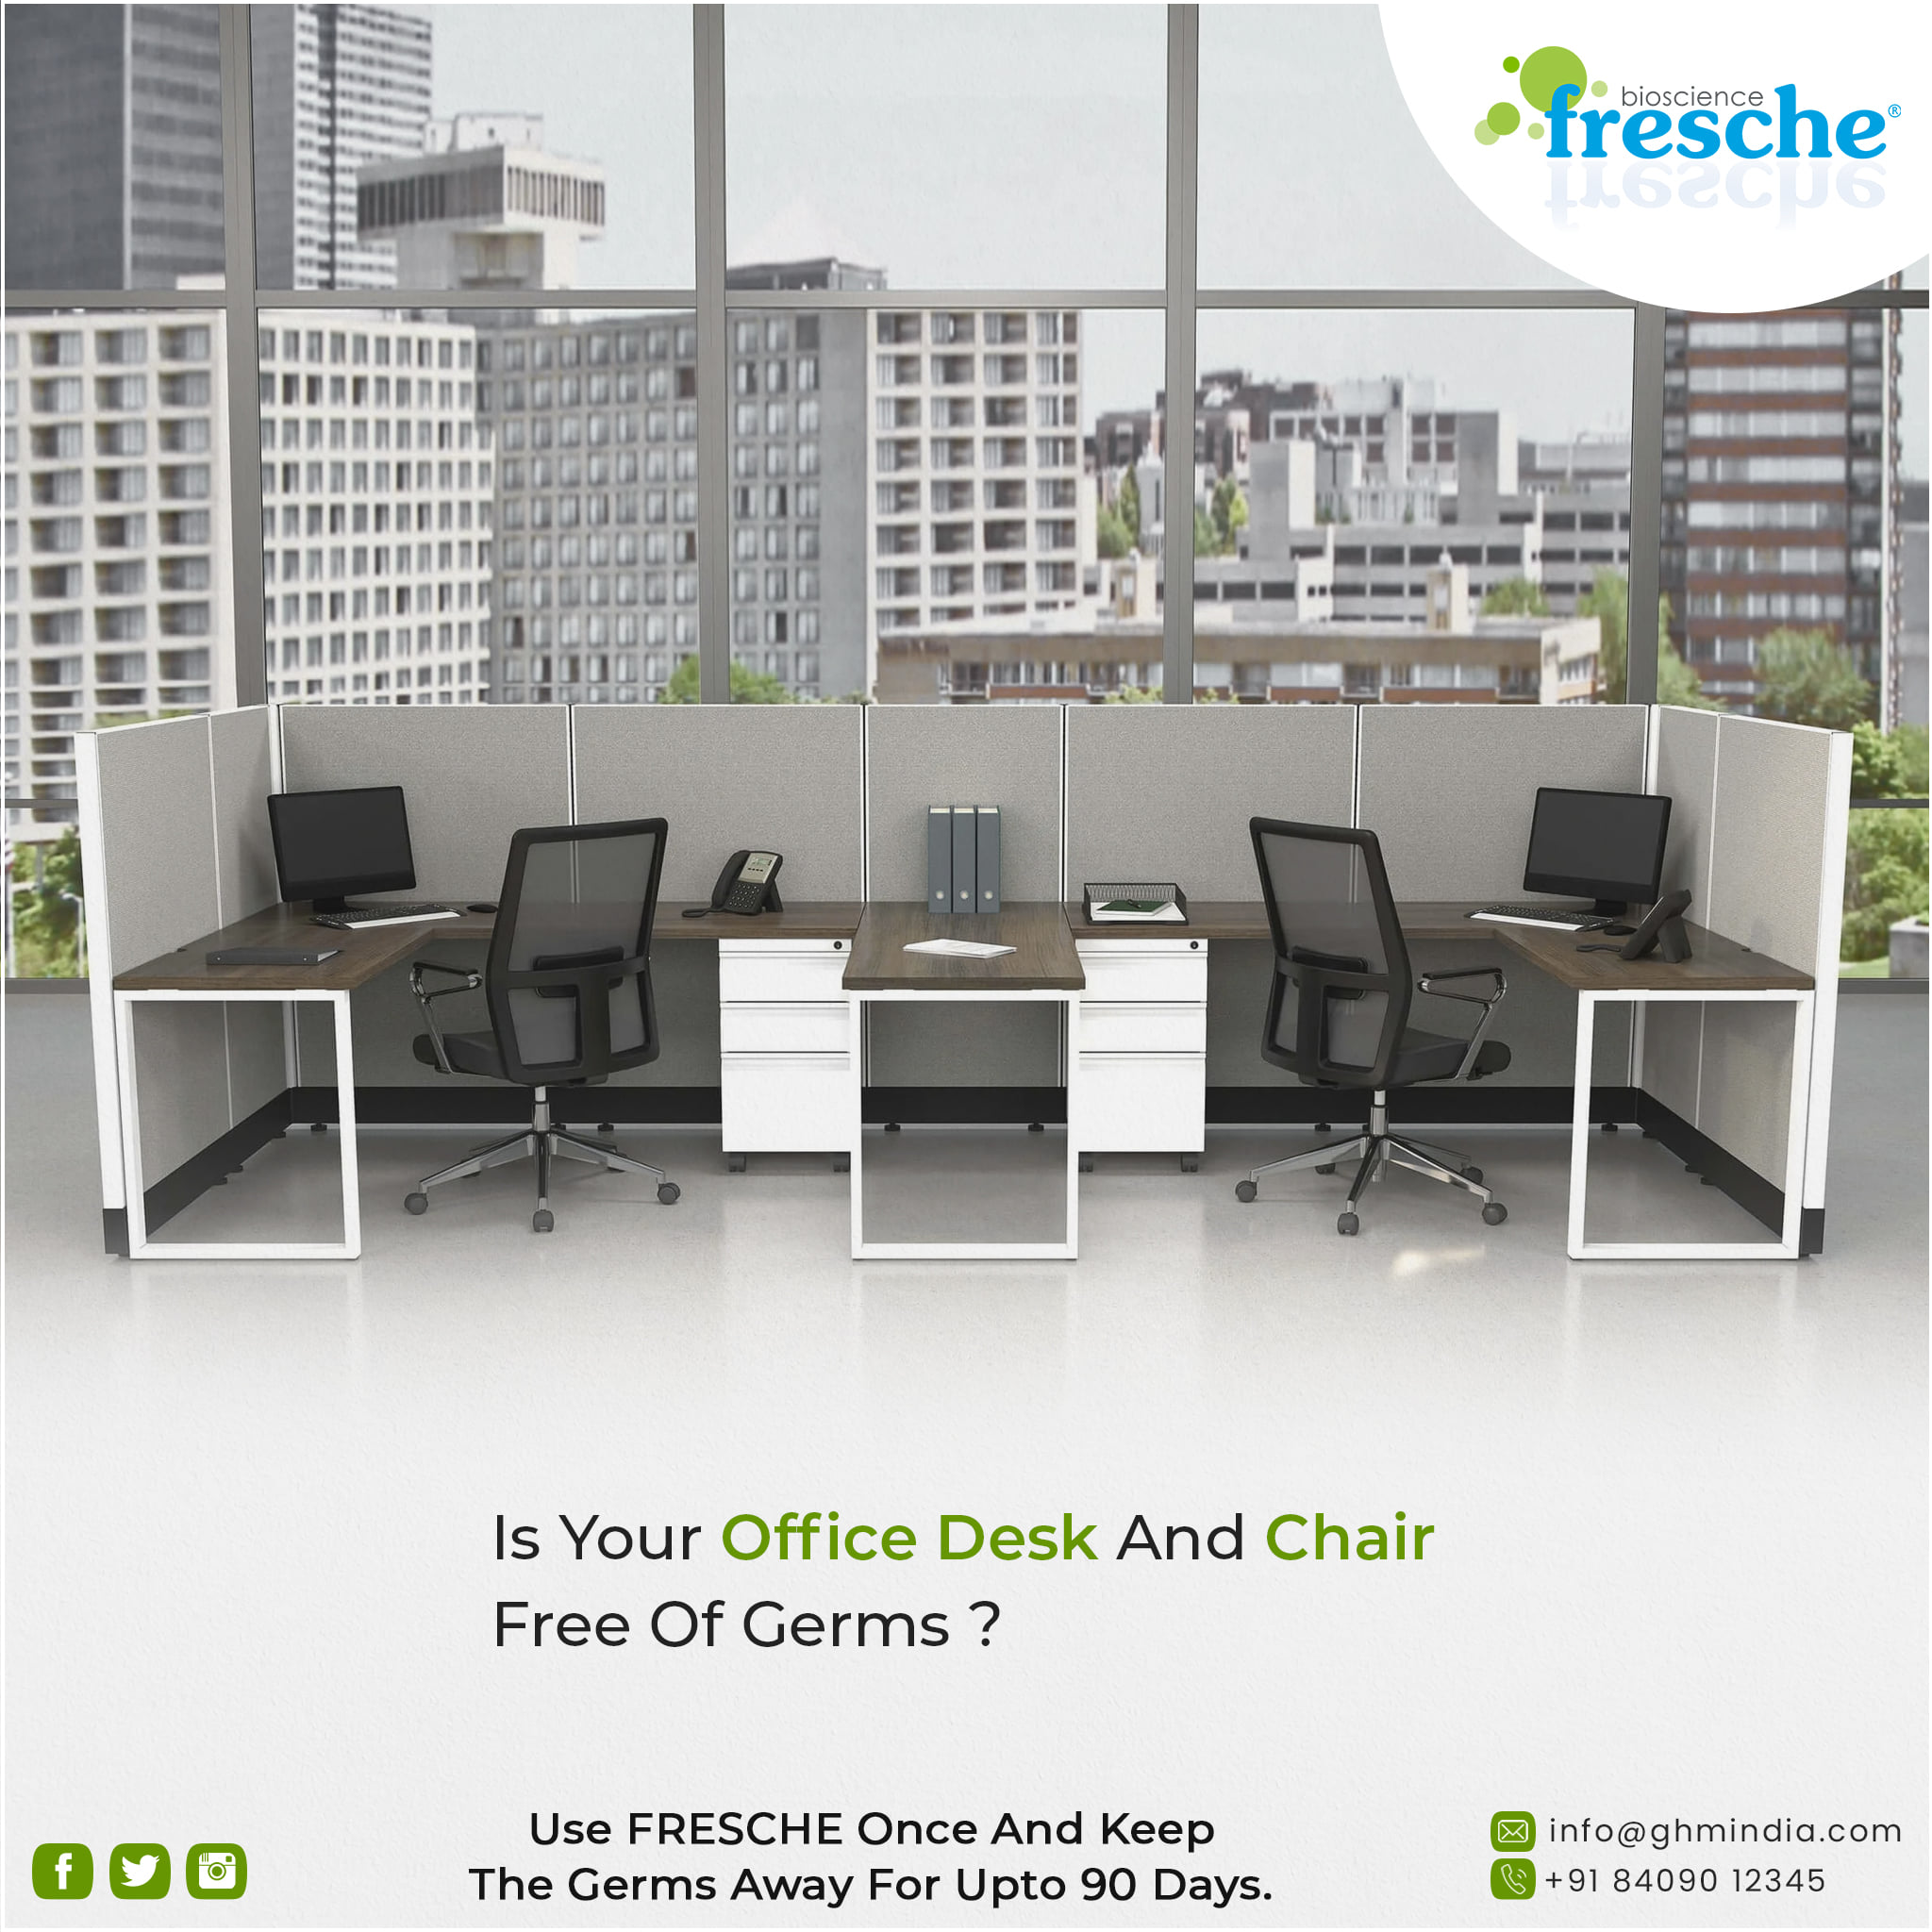 bioscience
fresche®
Is Your Office Desk And Chair
Free Of Germs ?
Use FRESCHE Once And Keep
The Germs Away For Upto 90 Days.
info@ghmindia.com
+91 84090 12345